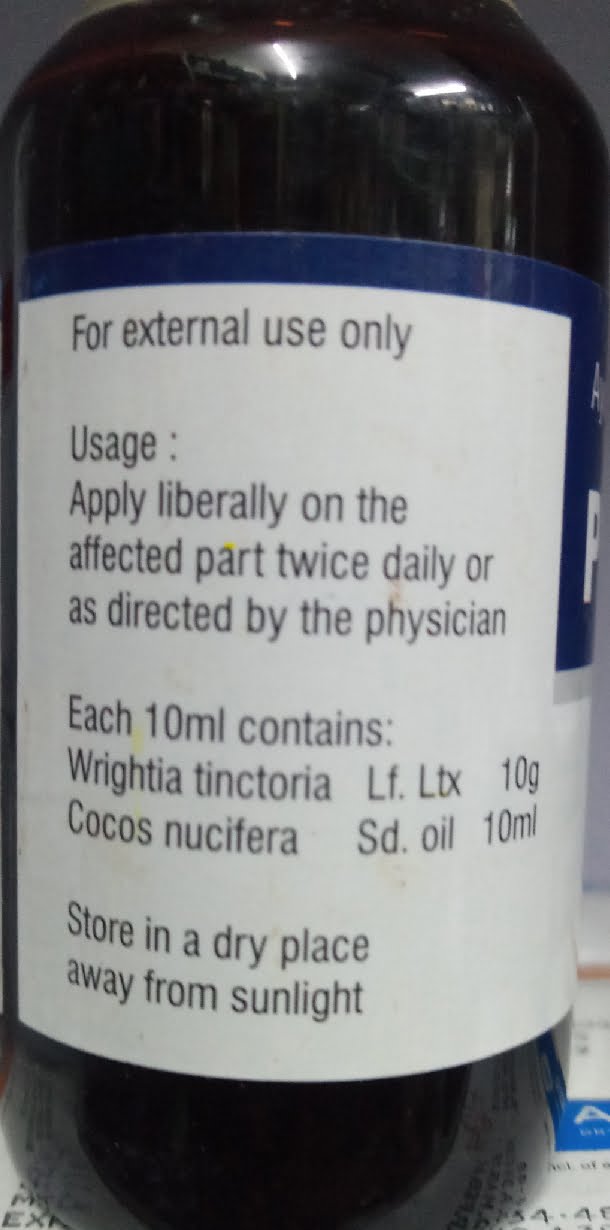 For external use only
Usage :
Apply liberally on the
affected part twice daily or
as directed by the physician
Each 10ml contains:
Wrightia tinctoria Lf. Ltx 10g
Cocos nucifera Sd. oil 10ml
Store in a dry place
away from sunlight
P
A